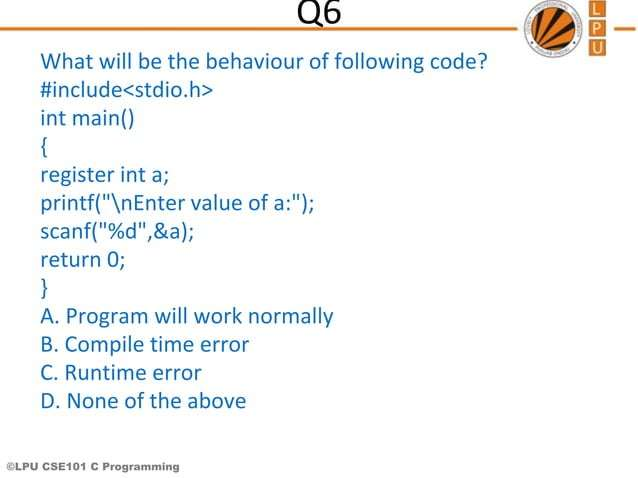 Q6
L
P
U
What will be the behaviour of following code?
#include<stdio.h>
int main()
{
register int a;
printf("\nEnter value of a:");
scanf("%d",&a);
return 0;
}
A. Program will work normally
B. Compile time error
C. Runtime error
D. None of the above
©LPU CSE101 C Programming